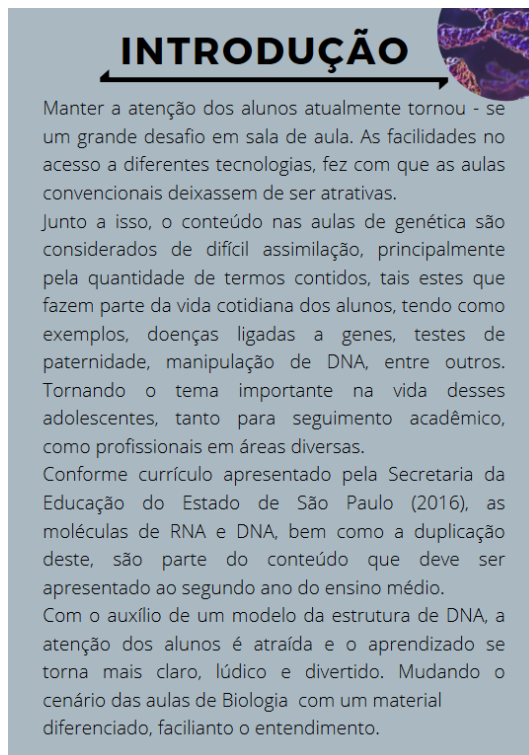 INTRODUÇÃO
Manter a atenção dos alunos atualmente tornou - se
um grande desafio em sala de aula. As facilidades no
acesso a diferentes tecnologias, fez com que as aulas
convencionais deixassem de ser atrativas.
Junto a isso, o conteúdo nas aulas de genética são
considerados de difícil assimilação, principalmente
pela quantidade de termos contidos, tais estes que
fazem parte da vida cotidiana dos alunos, tendo como
exemplos, doenças ligadas a genes, testes de
paternidade, manipulação de DNA, entre outros.
Tornando o tema importante na vida desses
adolescentes, tanto para seguimento acadêmico,
como profissionais em áreas diversas.
Conforme currículo apresentado pela Secretaria da
Educação do Estado de São Paulo (2016), as
moléculas de RNA e DNA, bem como a duplicação
deste, são parte do conteúdo que deve ser
apresentado ao segundo ano do ensino médio.
Com o auxílio de um modelo da estrutura de DNA, a
atenção dos alunos é atraída e o aprendizado se
torna mais claro, lúdico e divertido. Mudando o
cenário das aulas de Biologia com um material
diferenciado, facilianto o entendimento.